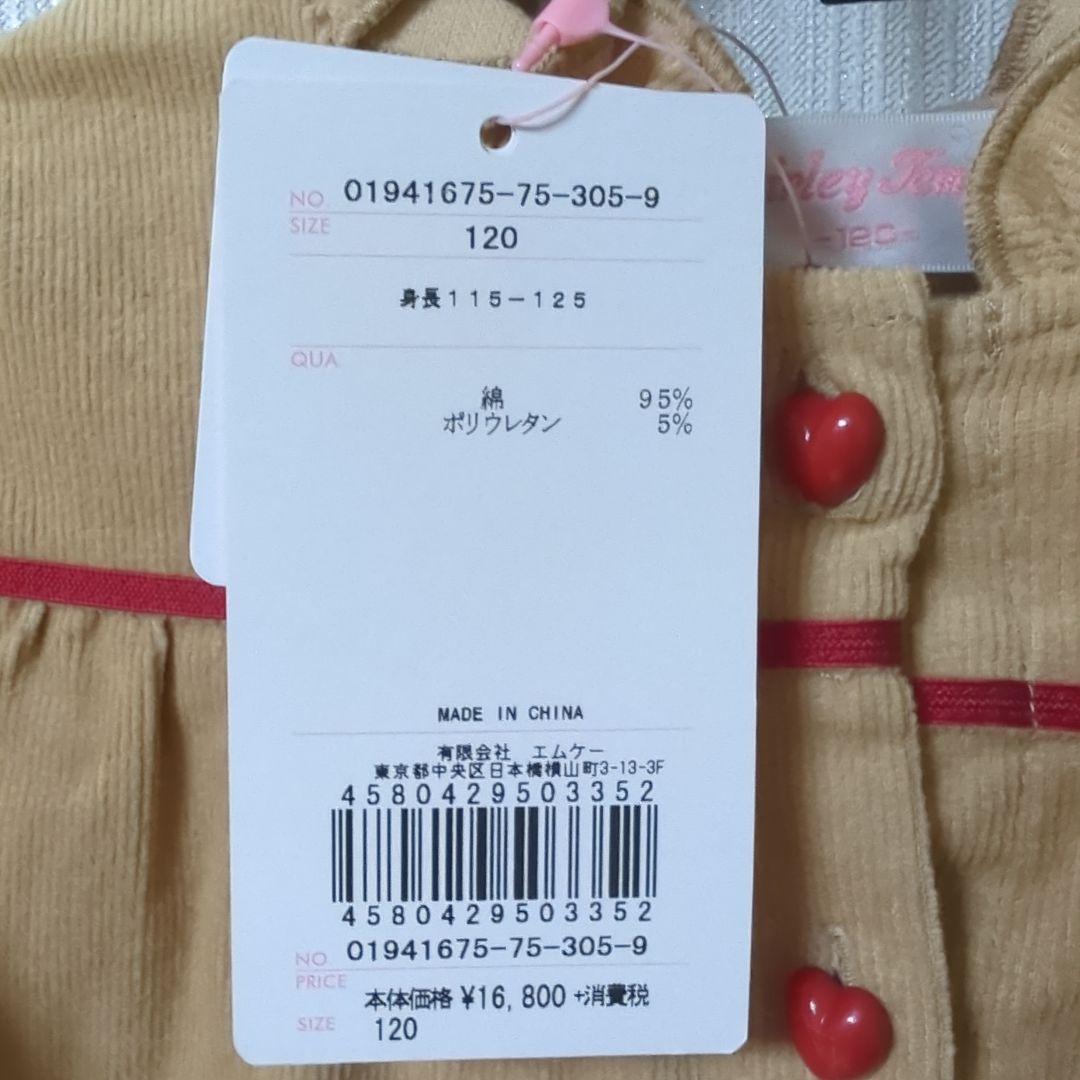 NO. 01941675-75-305-9
SIZE 120
身長115-125
QUA
綿 95%
ポリウレタン 5%
MADE IN CHINA
有限会社 エムケー
東京都中央区日本橋横山町3-13-3F
4580429503352
4580429503352
NO. 01941675-75-305-9
PRICE 本体価格 ¥16,800 +消費税
SIZE 120
-120-